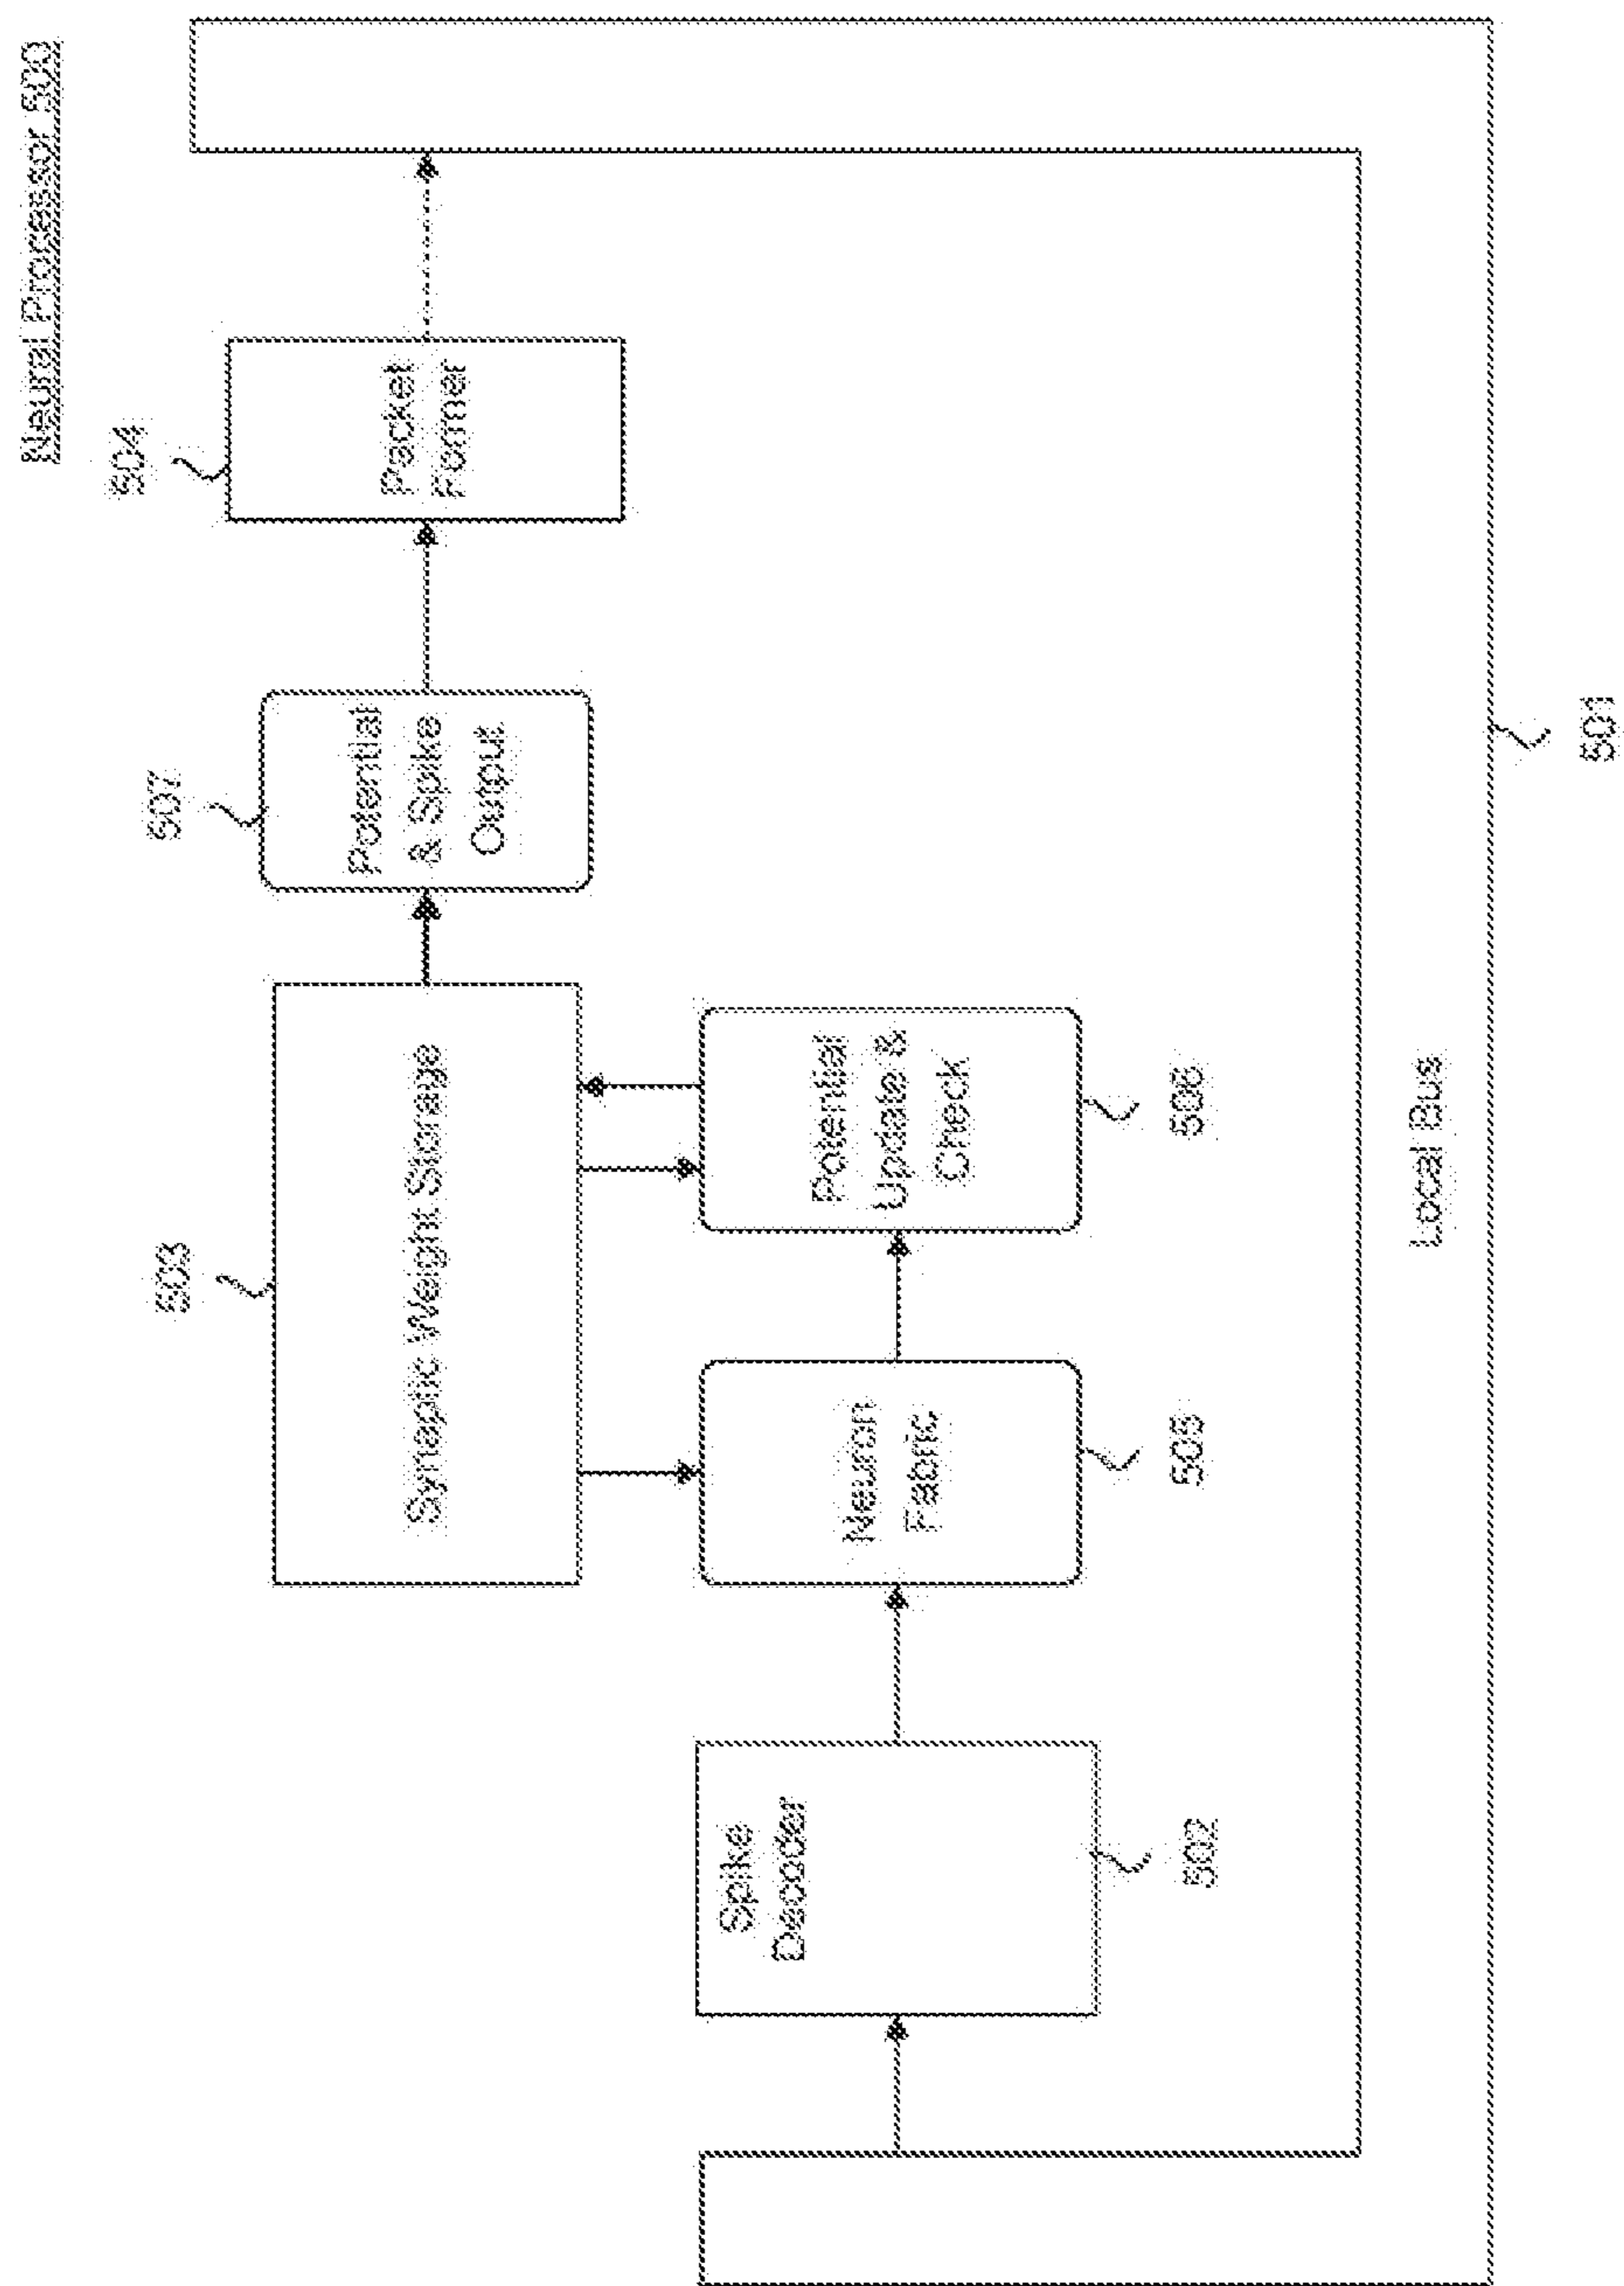 Neural Processor 500
504
Packet
Former
507
Potential
& Spike
Output
503
Synaptic Weight Storage
Potential
Update &
Check
506
Neuron
Fabric
505
Spike
Decoder
502
Local Bus
501